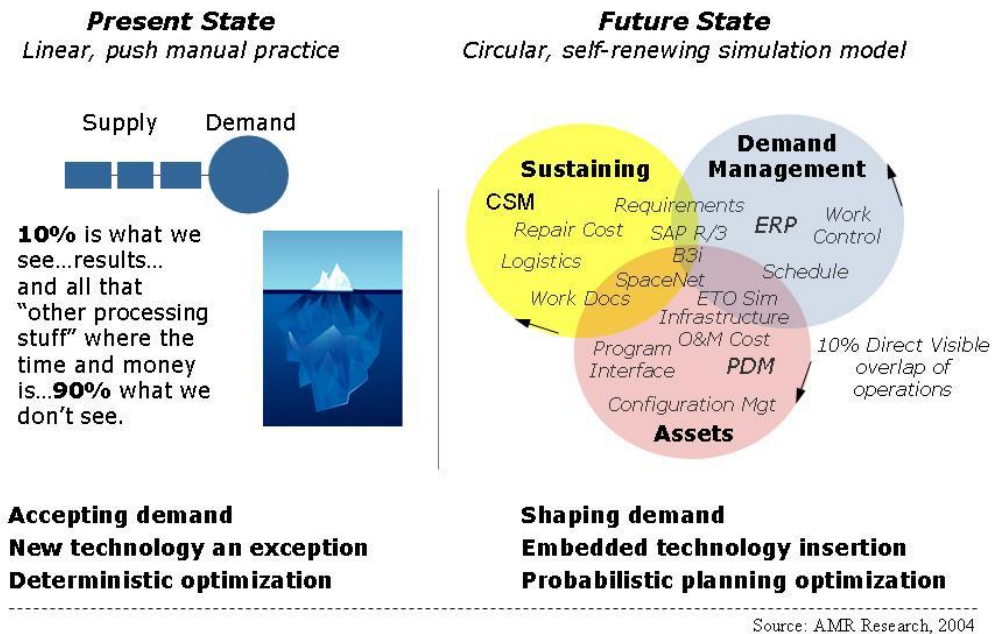 Present State
Linear, push manual practice
Supply
Demand
10% is what we
see...results...
and all that
“other processing
stuff” where the
time and money
is...90% what we
don’t see.
Future State
Circular, self-renewing simulation model
Sustaining
Demand
Management
CSM
Requirements
Repair Cost
SAP R/3
ERP
Work
Control
B3i
Logistics
SpaceNet
Schedule
Work Docs
ETO Sim
Infrastructure
O&M Cost
Program
Interface
PDM
Configuration Mgt
Assets
10% Direct Visible
overlap of
operations
Accepting demand
New technology an exception
Deterministic optimization
Shaping demand
Embedded technology insertion
Probabilistic planning optimization
Source: AMR Research, 2004